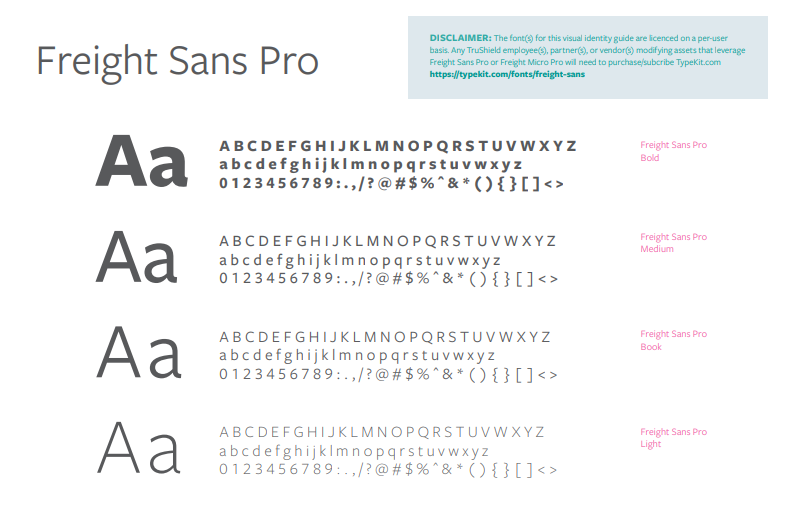 Freight Sans Pro
DISCLAIMER: The font(s) for this visual identity guide are licenced on a per-user
basis. Any TruShield employee(s), partner(s), or vendor(s) modifying assets that leverage
Freight Sans Pro or Freight Micro Pro will need to purchase/subcribe TypeKit.com
https://typekit.com/fonts/freight-sans
Aa
ABCDEFGHIJKLMNOPQRSTUVWXYZ
abcdefghijklmnopqrstuvwxyz
0123456789:.,/?@#$%^&*(){}[]<>
Freight Sans Pro
Bold
Aa
ABCDEFGHIJKLMNOPQRSTUVWXYZ
abcdefghijklmnopqrstuvwxyz
0123456789:.,/?@#$%^&*(){}[]<>
Freight Sans Pro
Medium
Aa
ABCDEFGHIJKLMNOPQRSTUVWXYZ
abcdefghijklmnopqrstuvwxyz
0123456789:.,/?@#$%^&*(){}[]<>
Freight Sans Pro
Book
Aa
ABCDEFGHIJKLMNOPQRSTUVWXYZ
abcdefghijklmnopqrstuvwxyz
0123456789:.,/?@#$%^&*(){}[]<>
Freight Sans Pro
Light